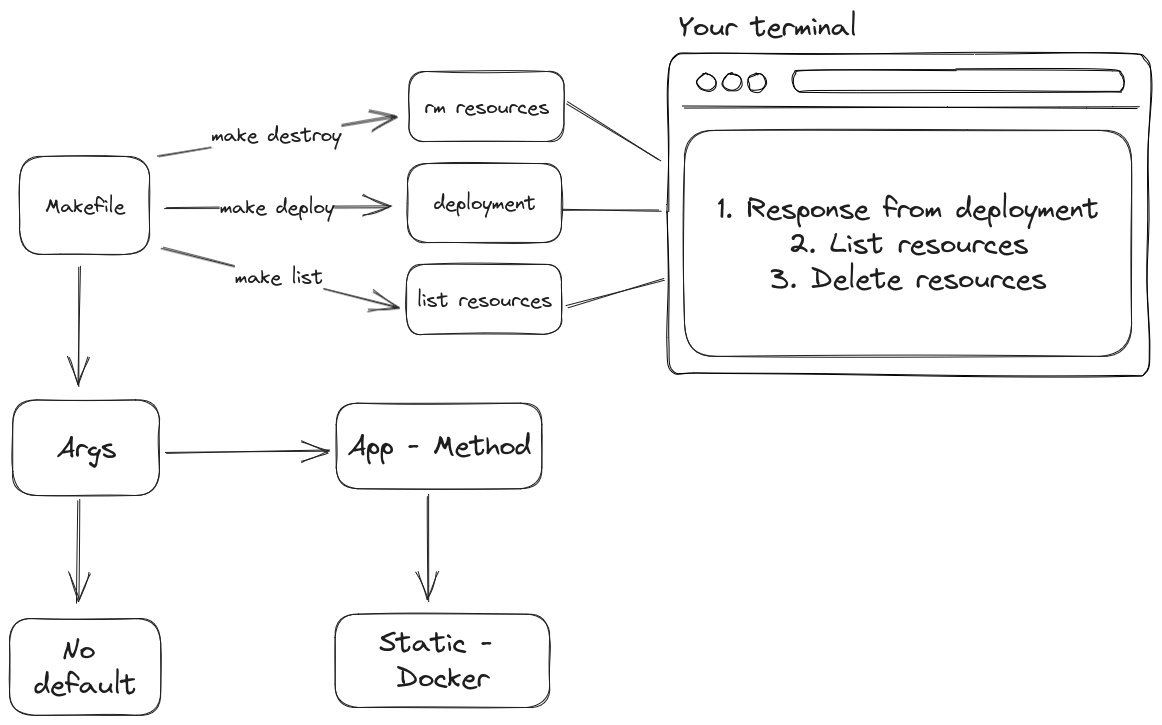 Your terminal
make destroy
rm resources
Makefile
make deploy
deployment
make list
list resources
1. Response from deployment
2. List resources
3. Delete resources
Args
App - Method
No
default
Static -
Docker